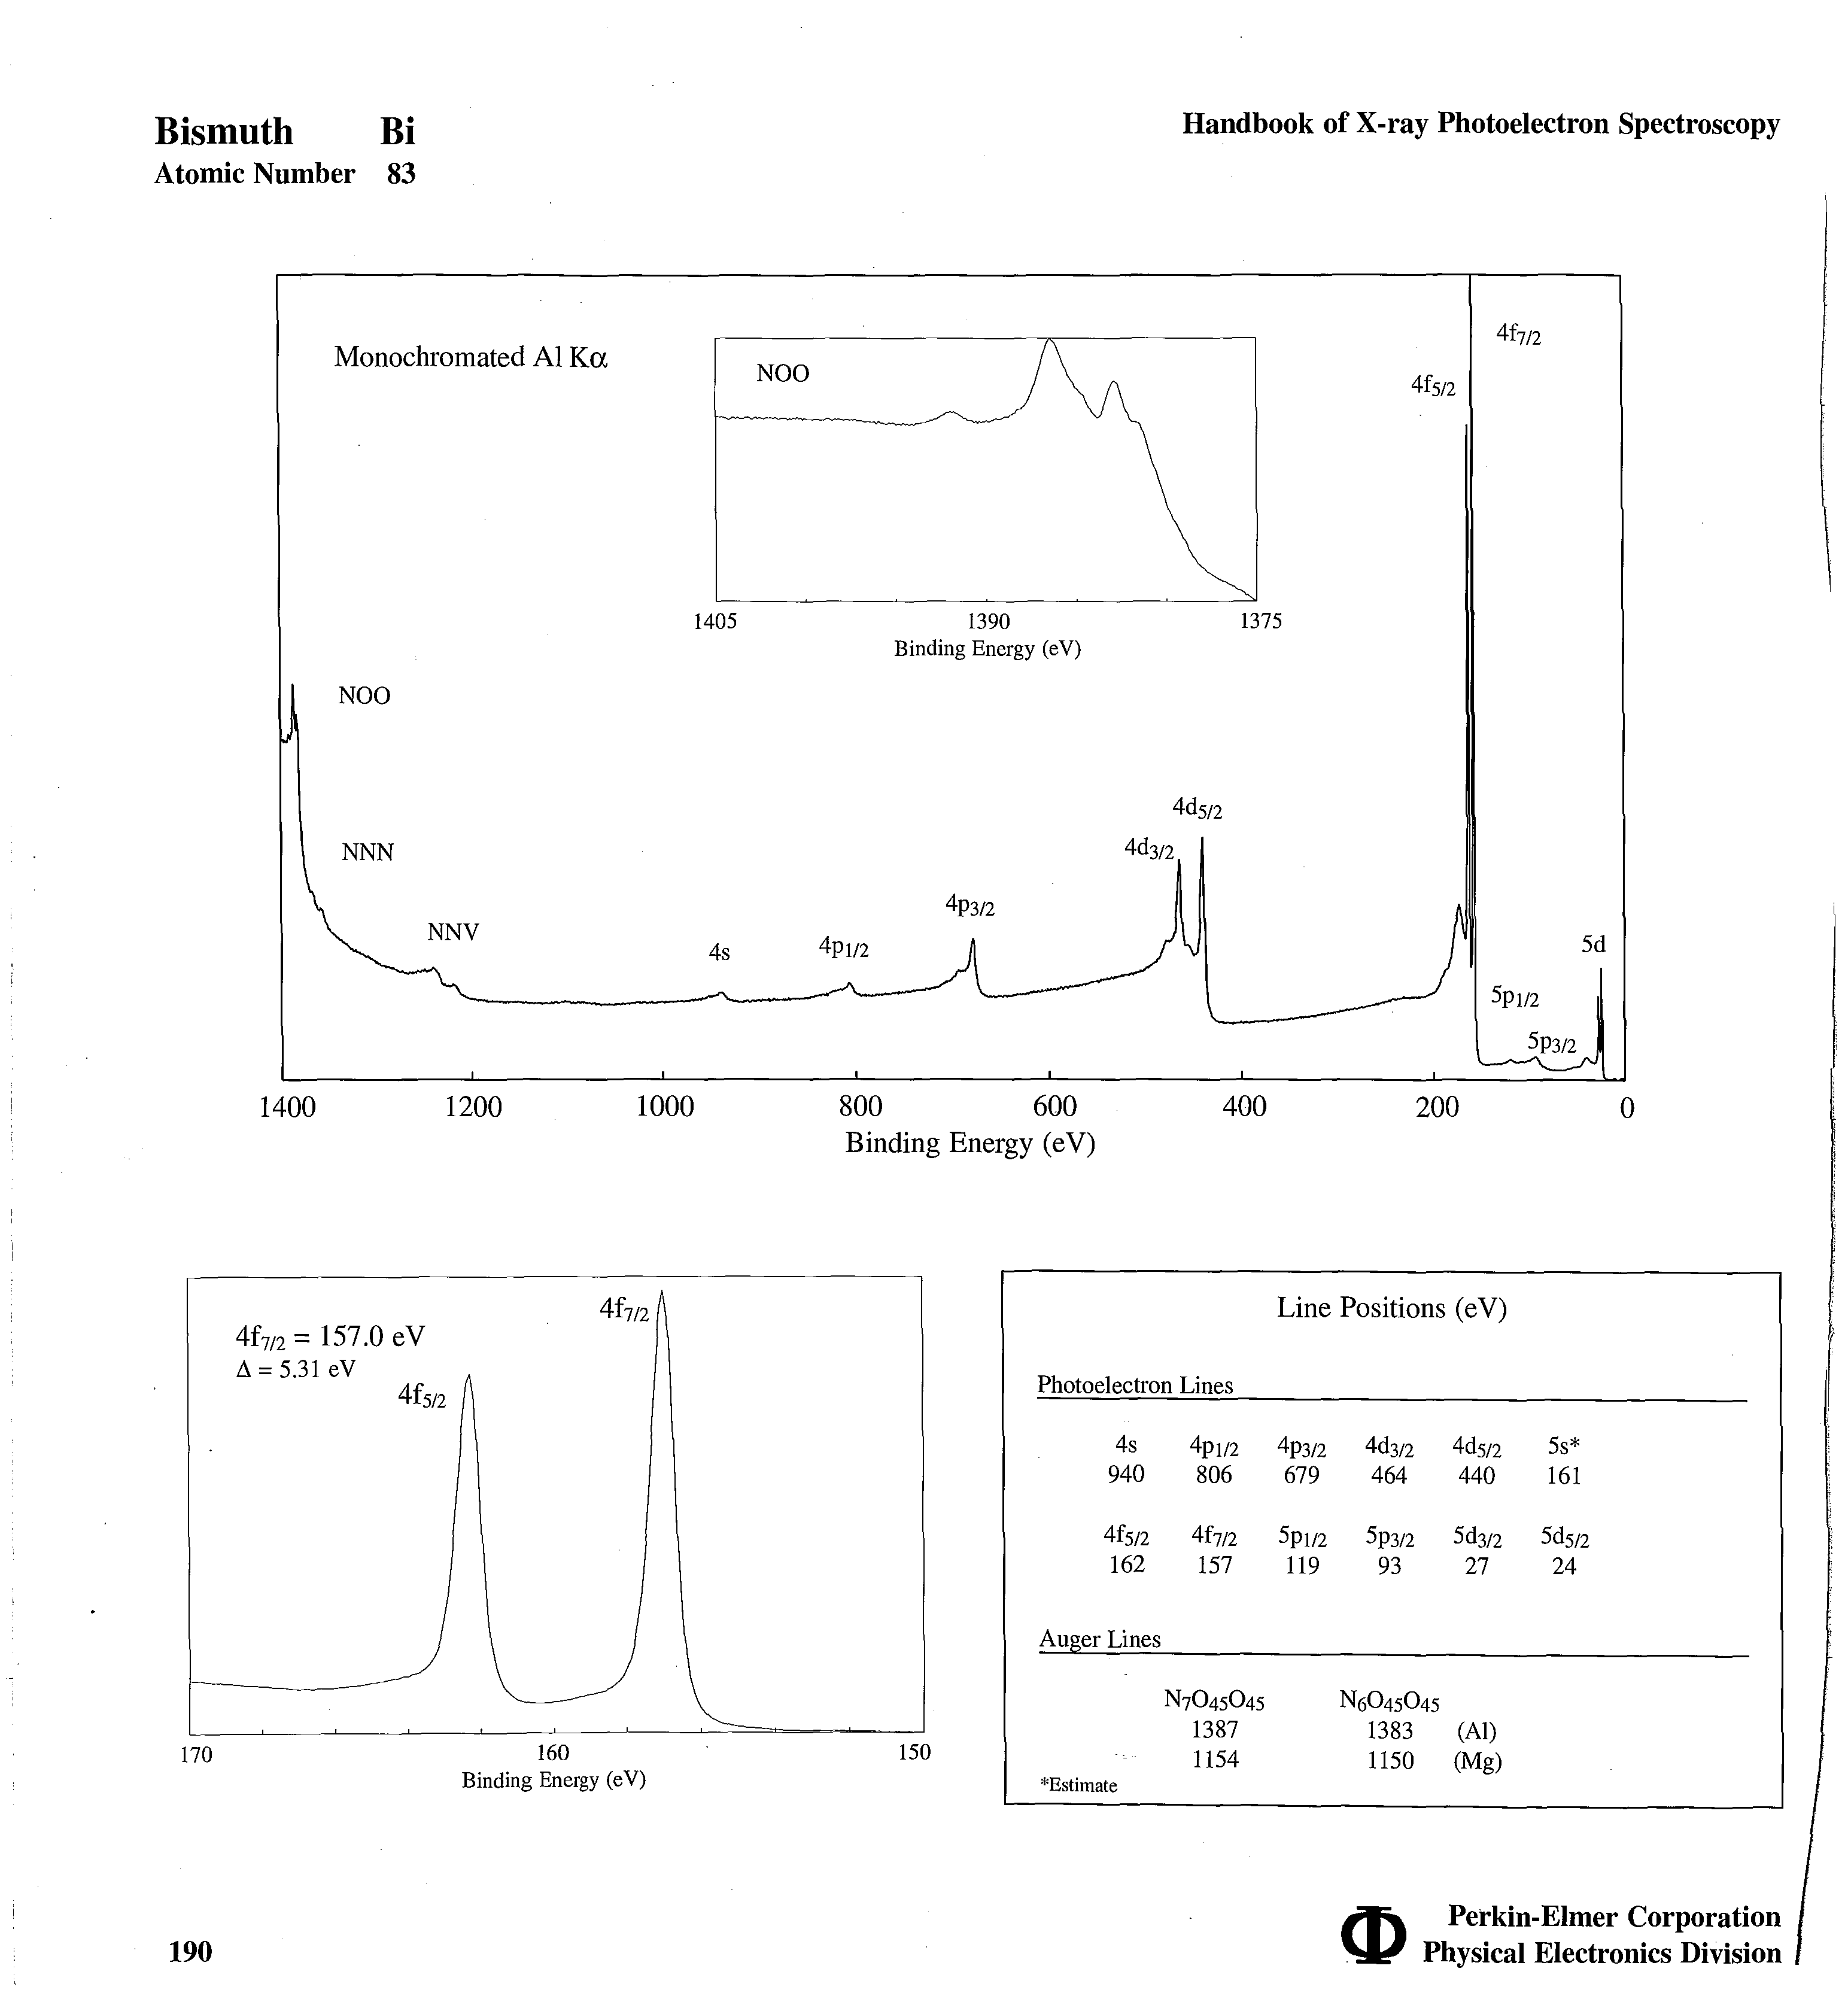 Bismuth Bi
Atomic Number 83
Handbook of X-ray Photoelectron Spectroscopy
Monochromated Al Kα
NOO
1405 1390 1375
Binding Energy (eV)
4f7/2
4f5/2
NOO
NNN
NNV
4s
4p1/2
4p3/2
4d3/2
4d5/2
5p1/2
5p3/2
5d
1400 1200 1000 800 600 400 200 0
Binding Energy (eV)
4f7/2 = 157.0 eV
Δ = 5.31 eV
4f5/2
4f7/2
170 160 150
Binding Energy (eV)
Line Positions (eV)
Photoelectron Lines
4s 4p1/2 4p3/2 4d3/2 4d5/2 5s*
940 806 679 464 440 161
4f5/2 4f7/2 5p1/2 5p3/2 5d3/2 5d5/2
162 157 119 93 27 24
Auger Lines
N7O45O45 N6O45O45
1387 1383 (Al)
1154 1150 (Mg)
*Estimate
190
Φ Perkin-Elmer Corporation
Physical Electronics Division